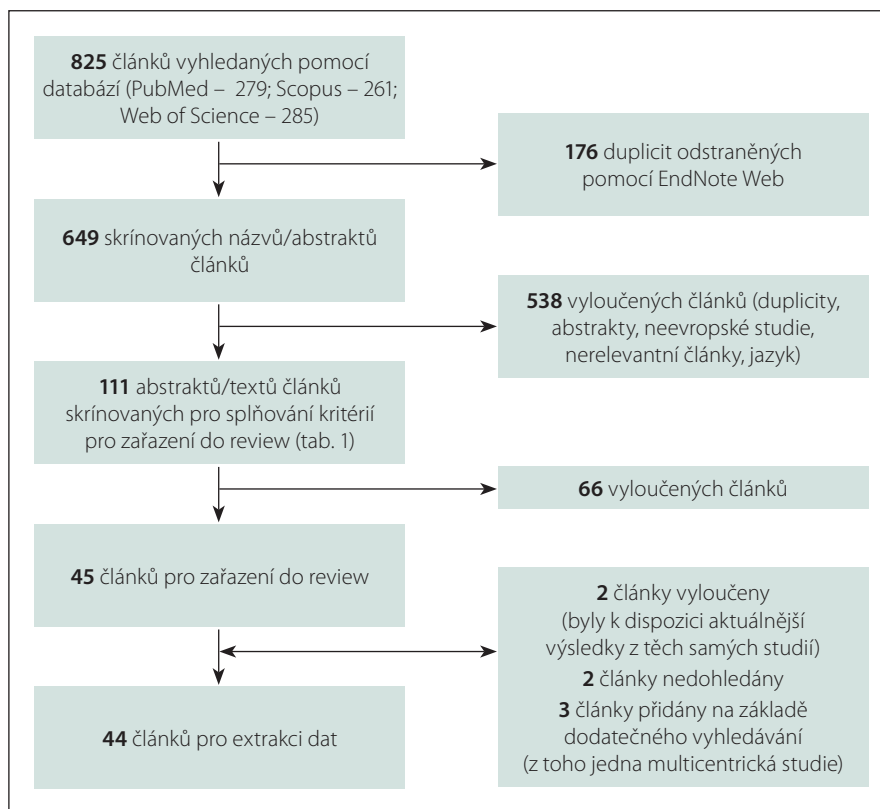 825 článků vyhledaných pomocí
databází (PubMed – 279; Scopus – 261;
Web of Science – 285)
176 duplicit odstraněných
pomocí EndNote Web
649 skrínovaných názvů/abstraktů
článků
538 vyloučených článků (duplicity,
abstrakty, neevropské studie,
nerelevantní články, jazyk)
111 abstraktů/textů článků
skrínovaných pro splňování kritérií
pro zařazení do review (tab. 1)
66 vyloučených článků
45 článků pro zařazení do review
2 články vyloučeny
(byly k dispozici aktuálnější
výsledky z těch samých studií)
2 články nedohledány
3 články přidány na základě
dodatečného vyhledávání
(z toho jedna multicentrická studie)
44 článků pro extrakci dat